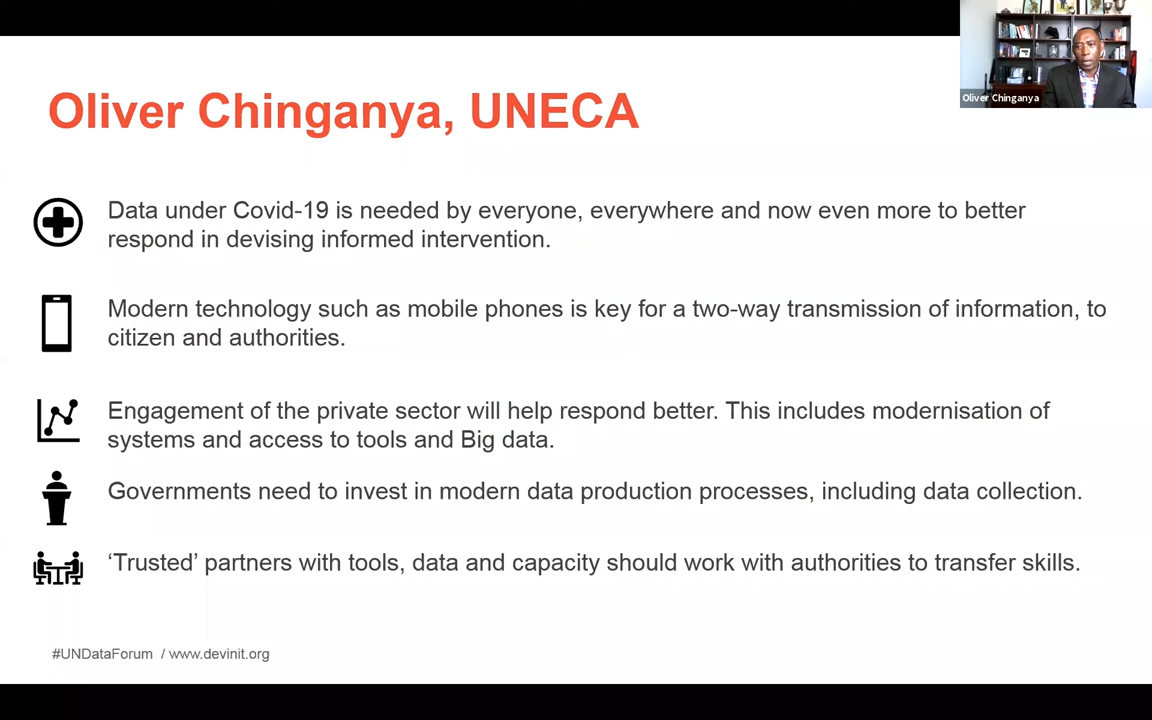 Oliver Chinganya
Oliver Chinganya, UNECA
Data under Covid-19 is needed by everyone, everywhere and now even more to better
respond in devising informed intervention.
Modern technology such as mobile phones is key for a two-way transmission of information, to
citizen and authorities.
Engagement of the private sector will help respond better. This includes modernisation of
systems and access to tools and Big data.
Governments need to invest in modern data production processes, including data collection.
‘Trusted’ partners with tools, data and capacity should work with authorities to transfer skills.
#UNDataForum / www.devinit.org